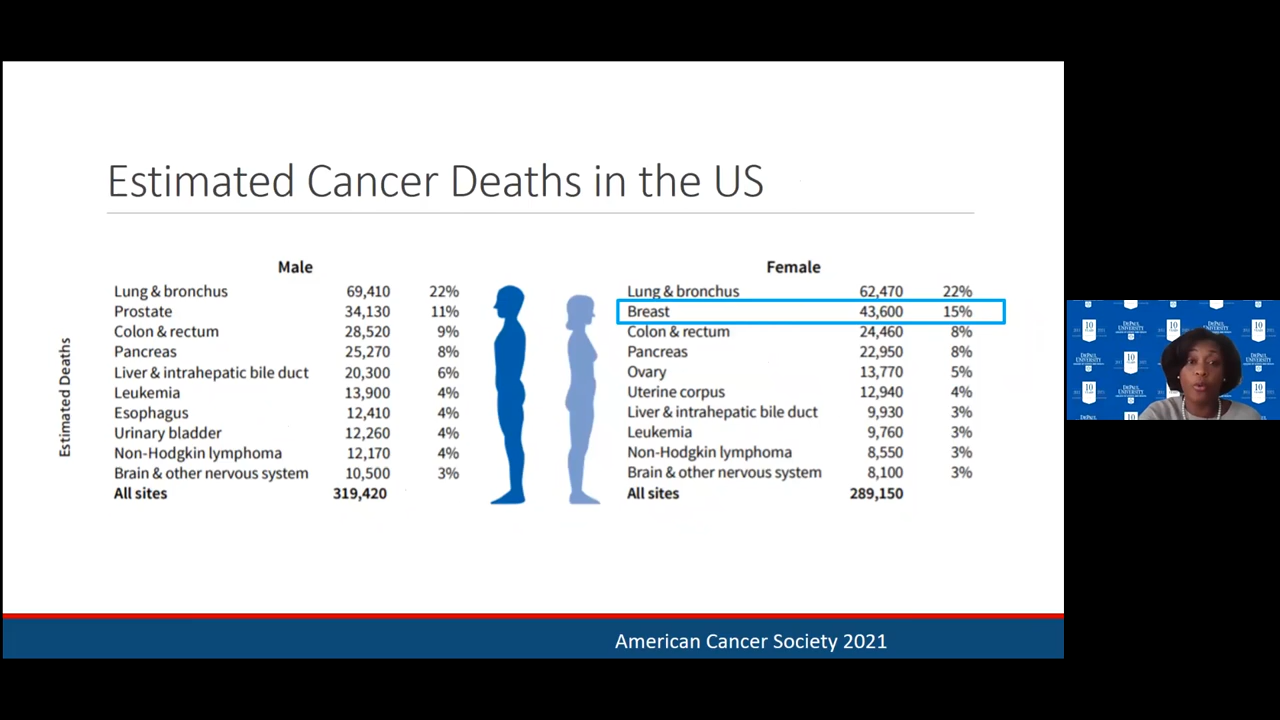 Estimated Cancer Deaths in the US
Estimated Deaths
Male
Lung & bronchus 69,410 22%
Prostate 34,130 11%
Colon & rectum 28,520 9%
Pancreas 25,270 8%
Liver & intrahepatic bile duct 20,300 6%
Leukemia 13,900 4%
Esophagus 12,410 4%
Urinary bladder 12,260 4%
Non-Hodgkin lymphoma 12,170 4%
Brain & other nervous system 10,500 3%
All sites 319,420
Female
Lung & bronchus 62,470 22%
Breast 43,600 15%
Colon & rectum 24,460 8%
Pancreas 22,950 8%
Ovary 13,770 5%
Uterine corpus 12,940 4%
Liver & intrahepatic bile duct 9,930 3%
Leukemia 9,760 3%
Non-Hodgkin lymphoma 8,550 3%
Brain & other nervous system 8,100 3%
All sites 289,150
American Cancer Society 2021
10
DEPAUL
UNIVERSITY